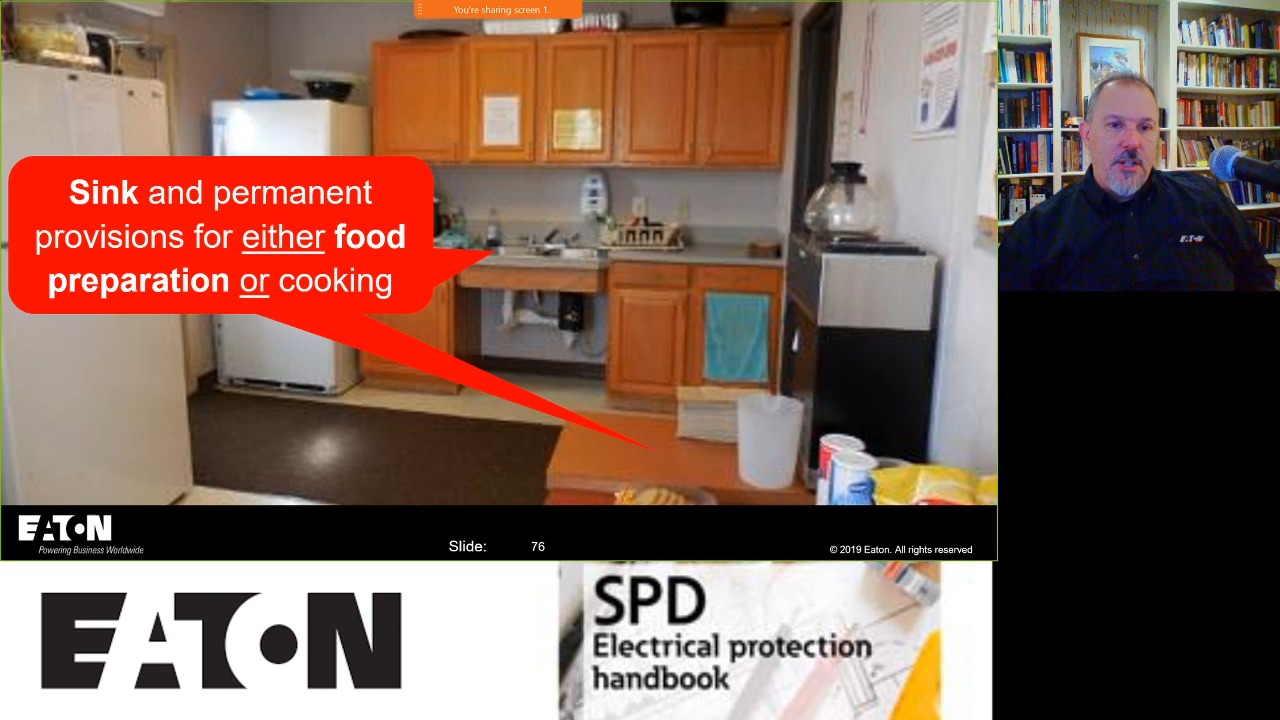 You're sharing screen 1.
Sink and permanent
provisions for either food
preparation or cooking
EATON
Powering Business Worldwide
Slide: 76
© 2019 Eaton. All rights reserved
EATON
EATON
SPD
Electrical protection
handbook